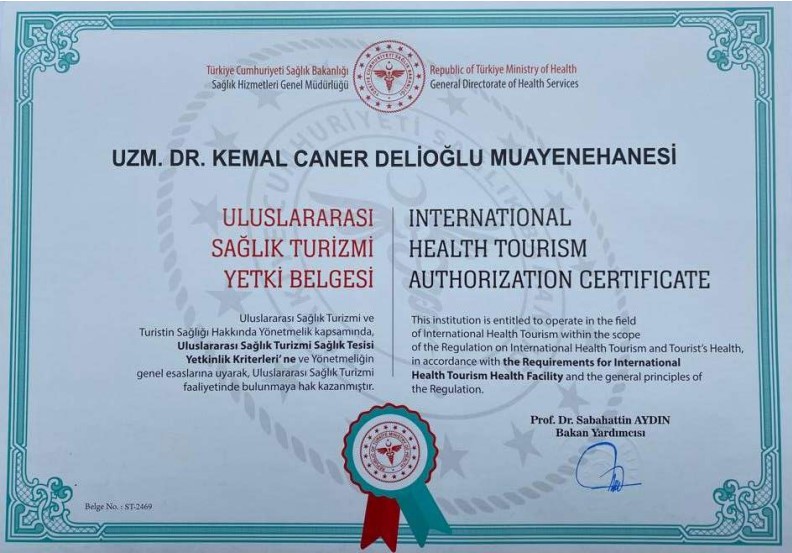 Türkiye Cumhuriyeti Sağlık Bakanlığı
Sağlık Hizmetleri Genel Müdürlüğü
Republic of Türkiye Ministry of Health
General Directorate of Health Services
UZM. DR. KEMAL CANER DELİOĞLU MUAYENEHANESİ
ULUSLARARASI
SAĞLIK TURİZMİ
YETKİ BELGESİ
INTERNATIONAL
HEALTH TOURISM
AUTHORIZATION CERTIFICATE
Uluslararası Sağlık Turizmi ve
Turistin Sağlığı Hakkında Yönetmelik kapsamında,
Uluslararası Sağlık Turizmi Sağlık Tesisi
Yetkinlik Kriterleri' ne ve Yönetmeliğin
genel esaslarına uyarak, Uluslararası Sağlık Turizmi
faaliyetinde bulunmaya hak kazanmıştır.
This institution is entitled to operate in the field
of International Health Tourism within the scope
of the Regulation on International Health Tourism and Tourist's Health,
in accordance with the Requirements for International
Health Tourism Health Facility and the general principles of
the Regulation.
Prof. Dr. Sabahattin AYDIN
Bakan Yardımcısı
Belge No. : ST-2469